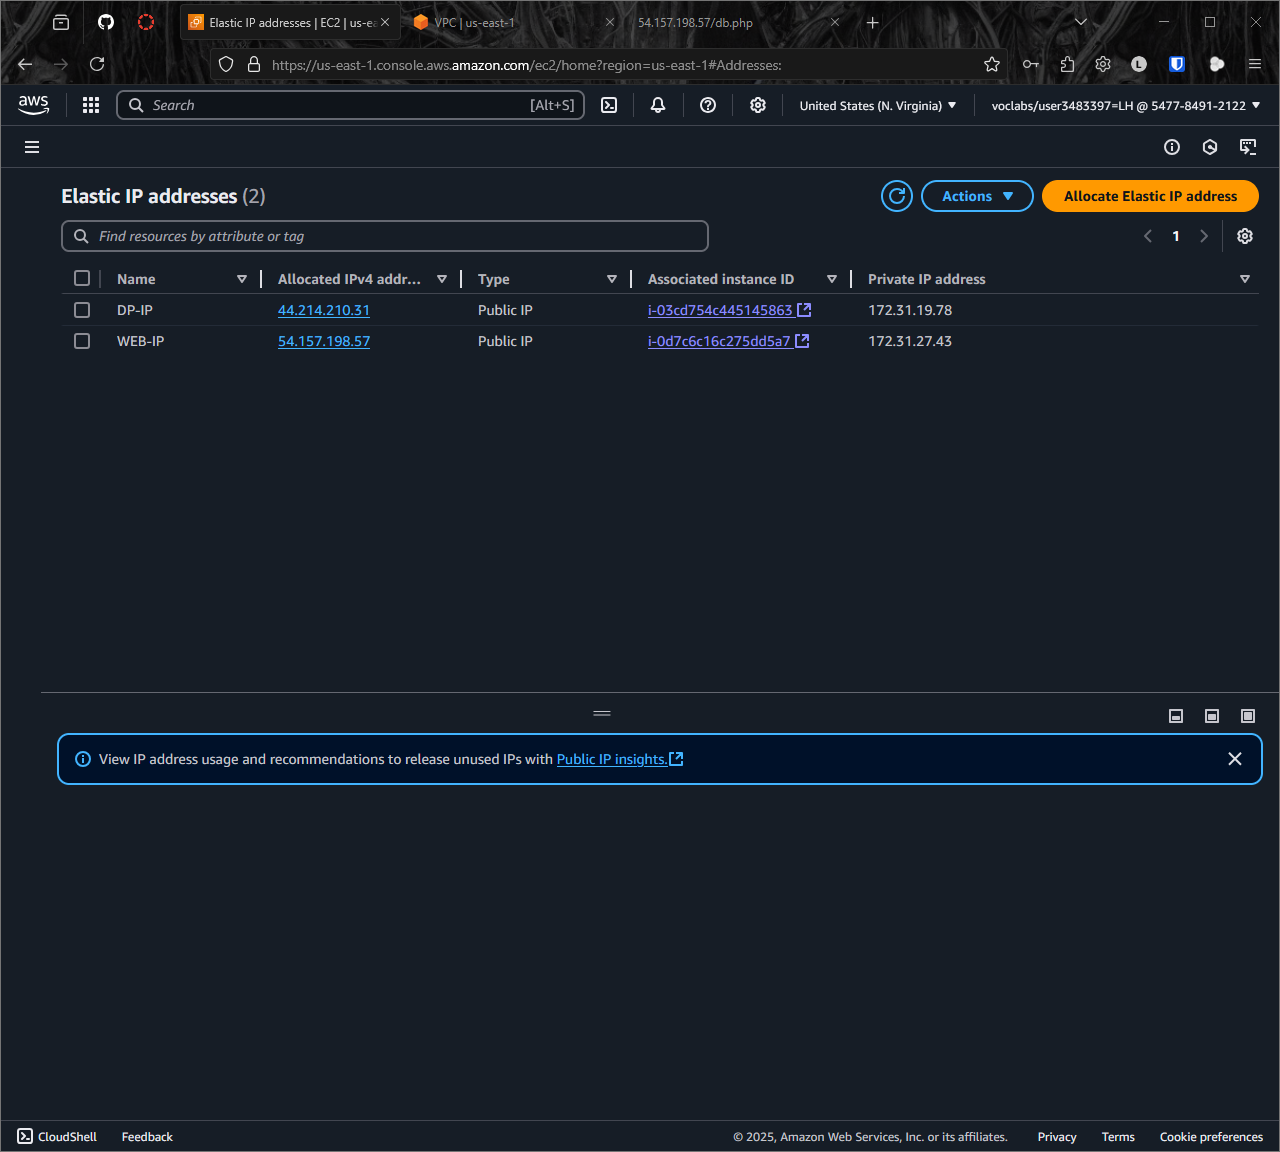 Elastic IP addresses | EC2 | us-ea
VPC | us-east-1
54.157.198.57/db.php
https://us-east-1.console.aws.amazon.com/ec2/home?region=us-east-1#Addresses:
L
aws
Search
[Alt+S]
United States (N. Virginia)
voclabs/user3483397=LH @ 5477-8491-2122
Elastic IP addresses (2)
Actions
Allocate Elastic IP address
Find resources by attribute or tag
1
Name
Allocated IPv4 addr...
Type
Associated instance ID
Private IP address
DP-IP 44.214.210.31 Public IP i-03cd754c445145863 172.31.19.78
WEB-IP 54.157.198.57 Public IP i-0d7c6c16c275dd5a7 172.31.27.43
View IP address usage and recommendations to release unused IPs with Public IP insights.
CloudShell
Feedback
© 2025, Amazon Web Services, Inc. or its affiliates.
Privacy
Terms
Cookie preferences